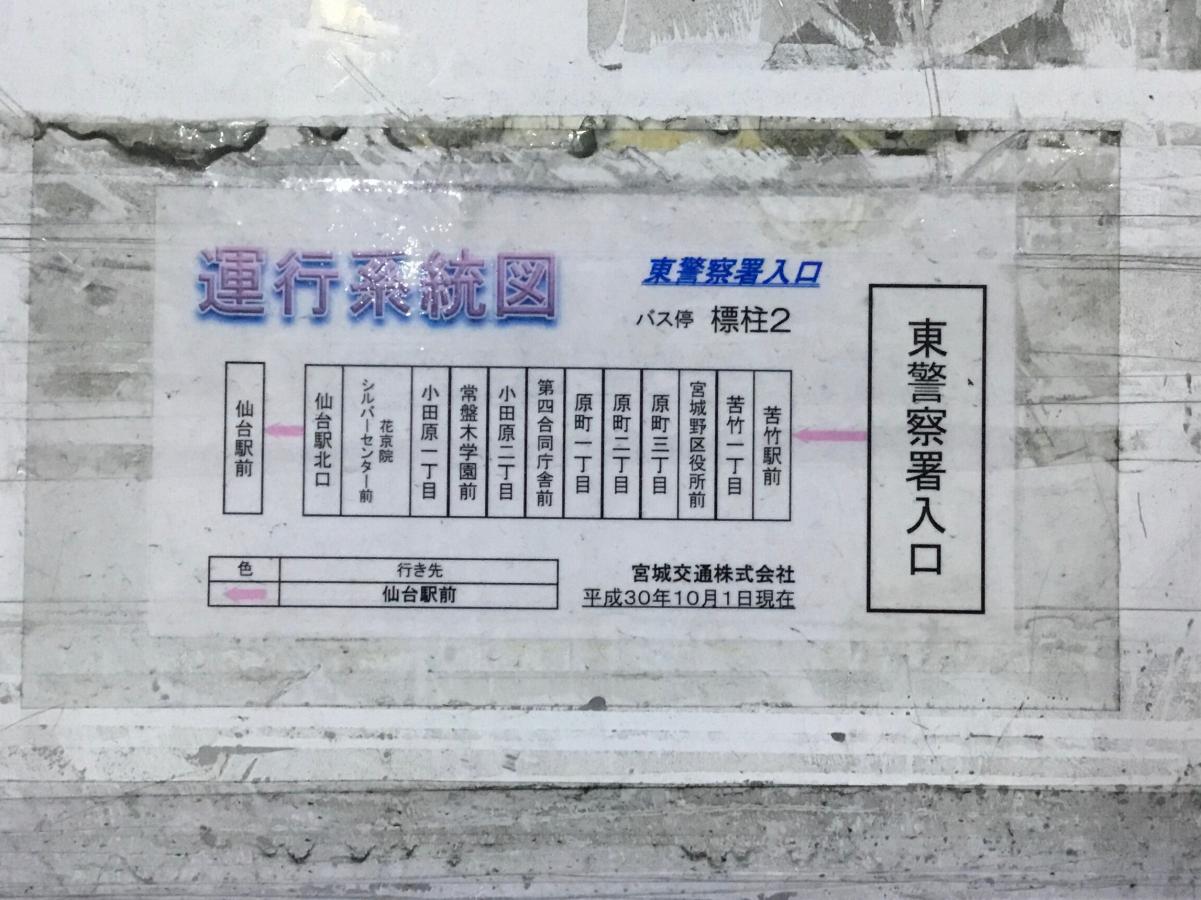 運行系統図
東警察署入口
バス停 標柱2
東警察署入口
苦竹駅前
苦竹一丁目
宮城野区役所前
原町三丁目
原町二丁目
原町一丁目
第四合同庁舎前
小田原二丁目
常盤木学園前
小田原一丁目
花京院
シルバーセンター前
仙台駅北口
仙台駅前
色 行き先
仙台駅前
宮城交通株式会社
平成30年10月1日現在